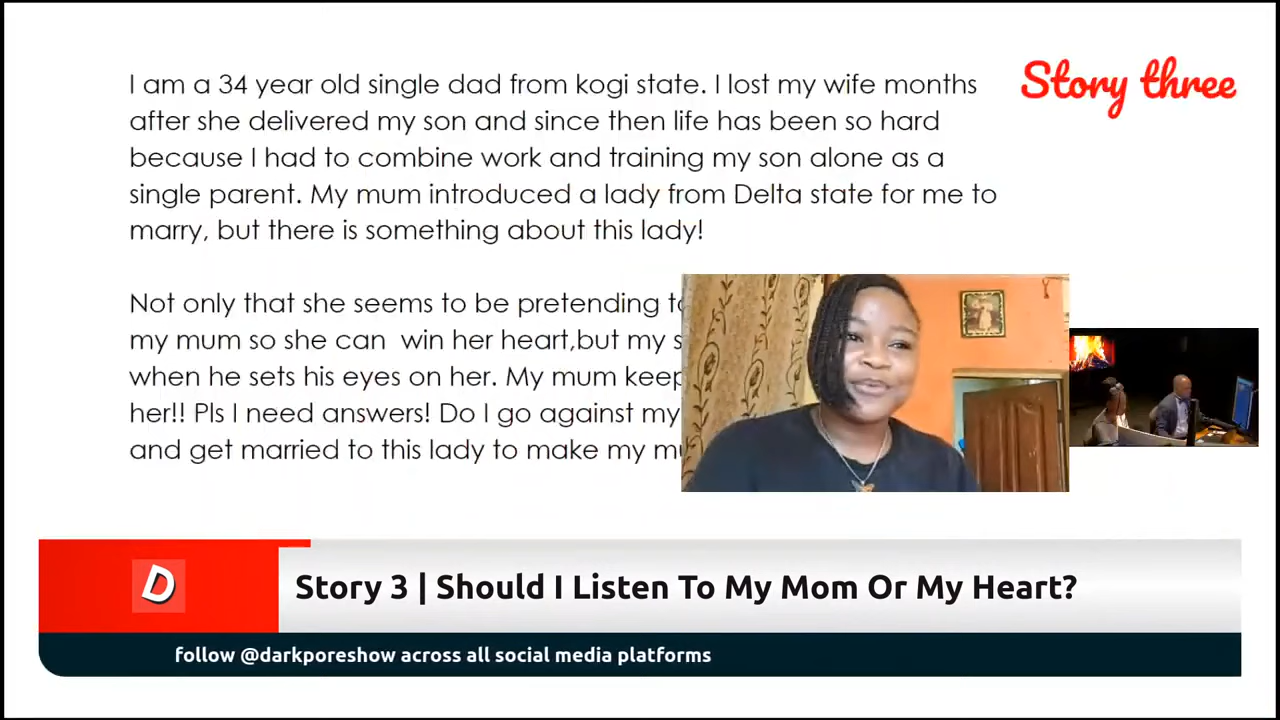 I am a 34 year old single dad from kogi state. I lost my wife months
after she delivered my son and since then life has been so hard
because I had to combine work and training my son alone as a
single parent. My mum introduced a lady from Delta state for me to
marry, but there is something about this lady!
Not only that she seems to be pretending
my mum so she can  win her heart,but my
when he sets his eyes on her. My mum
her!! Pls I need answers! Do I go against my
and get married to this lady to make my
Story three
D
Story 3 | Should I Listen To My Mom Or My Heart?
follow @darkporeshow across all social media platforms